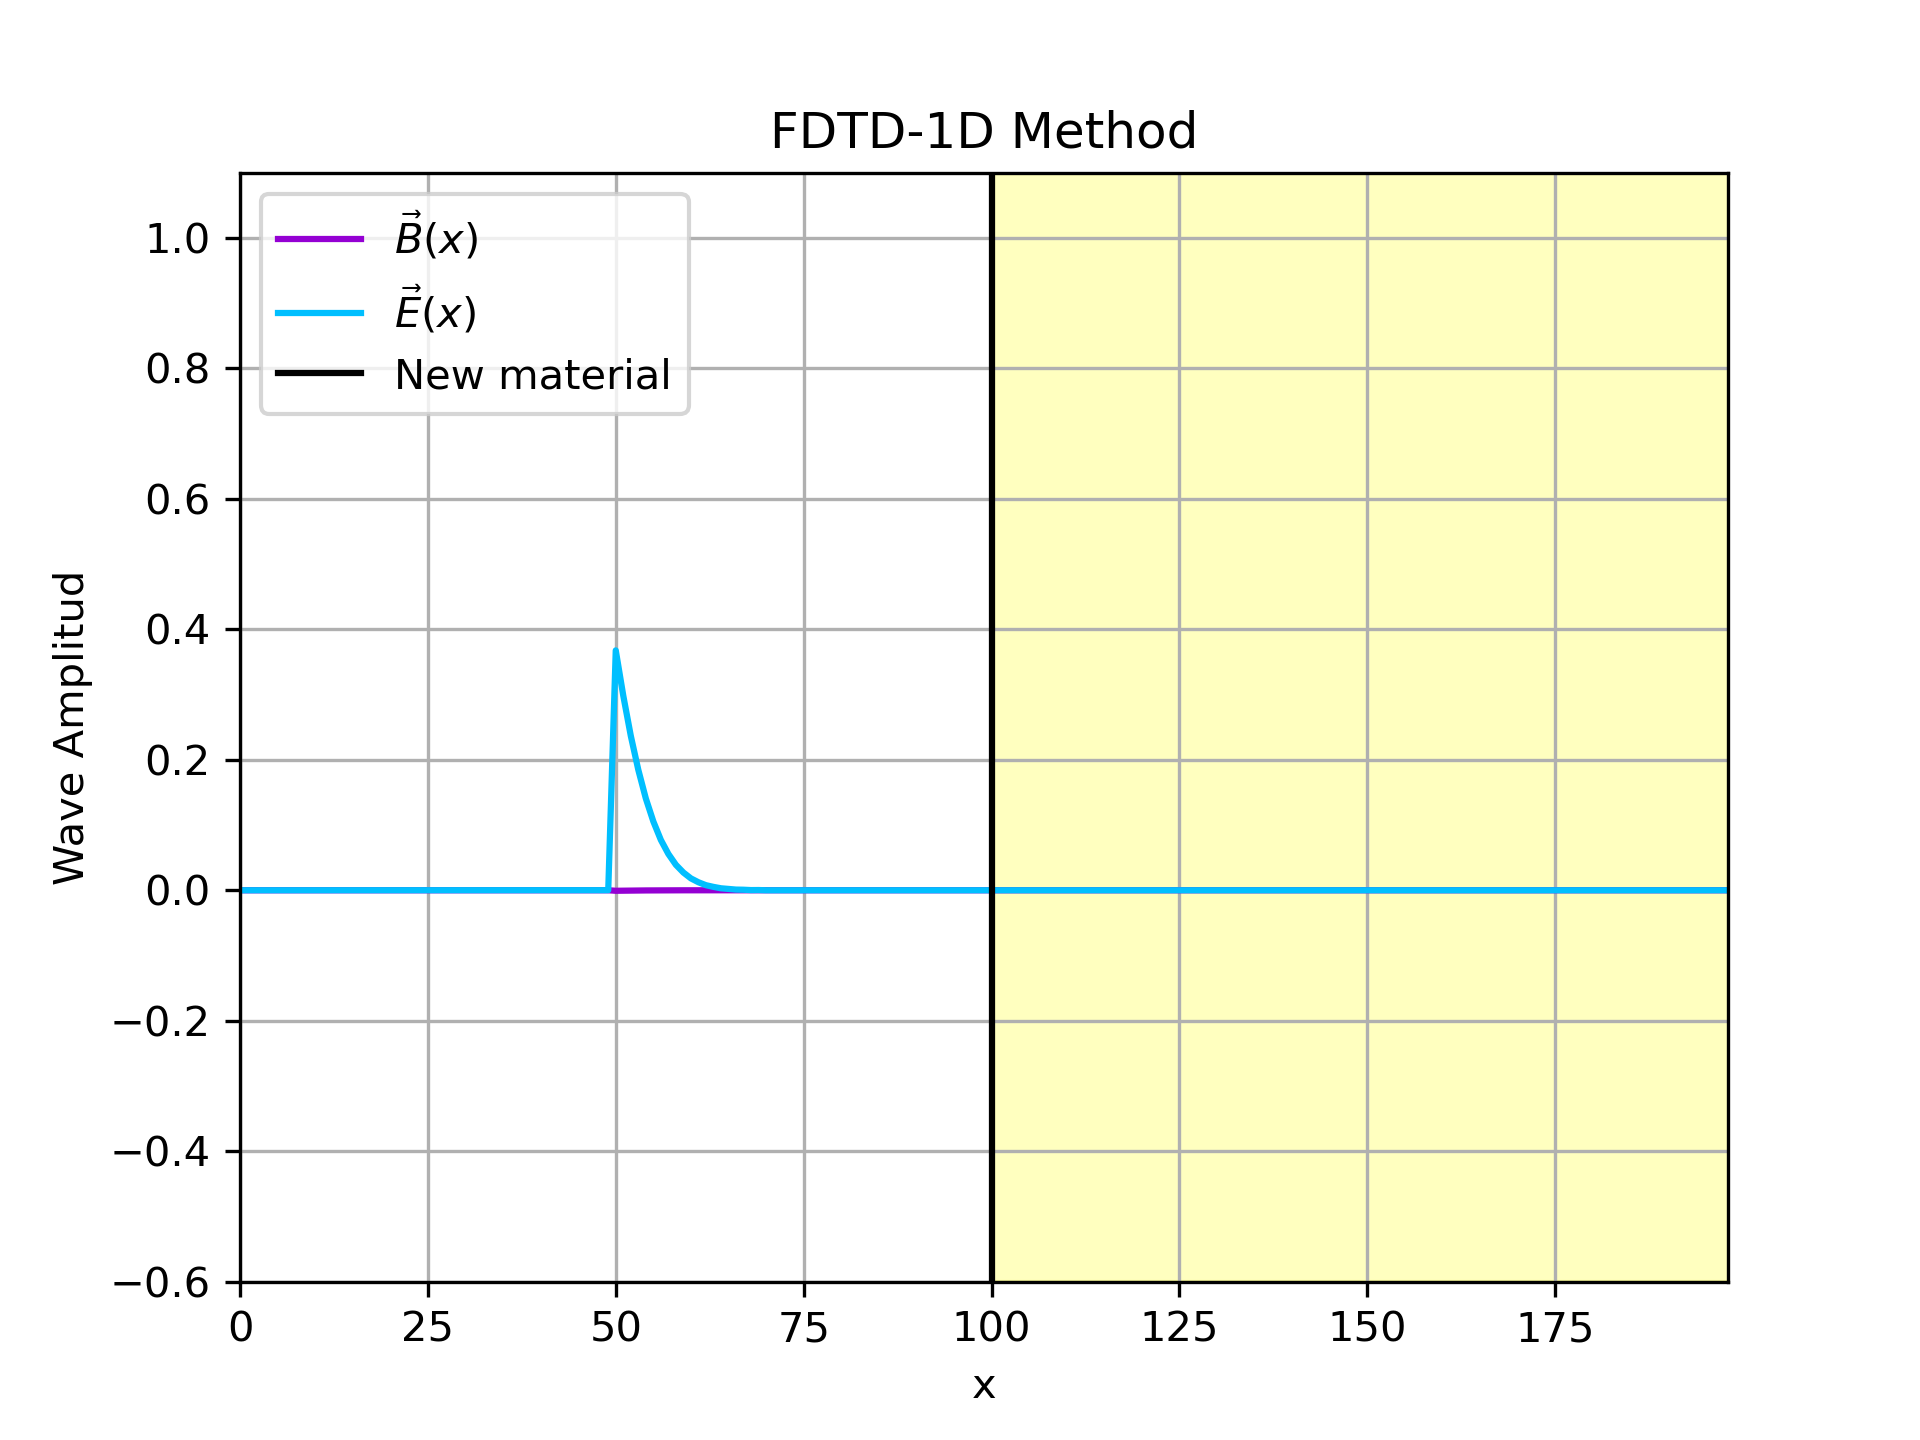 FDTD-1D Method
B⃗(x)
E⃗(x)
New material
Wave Amplitud
1.0
0.8
0.6
0.4
0.2
0.0
−0.2
−0.4
−0.6
0 25 50 75 100 125 150 175
x